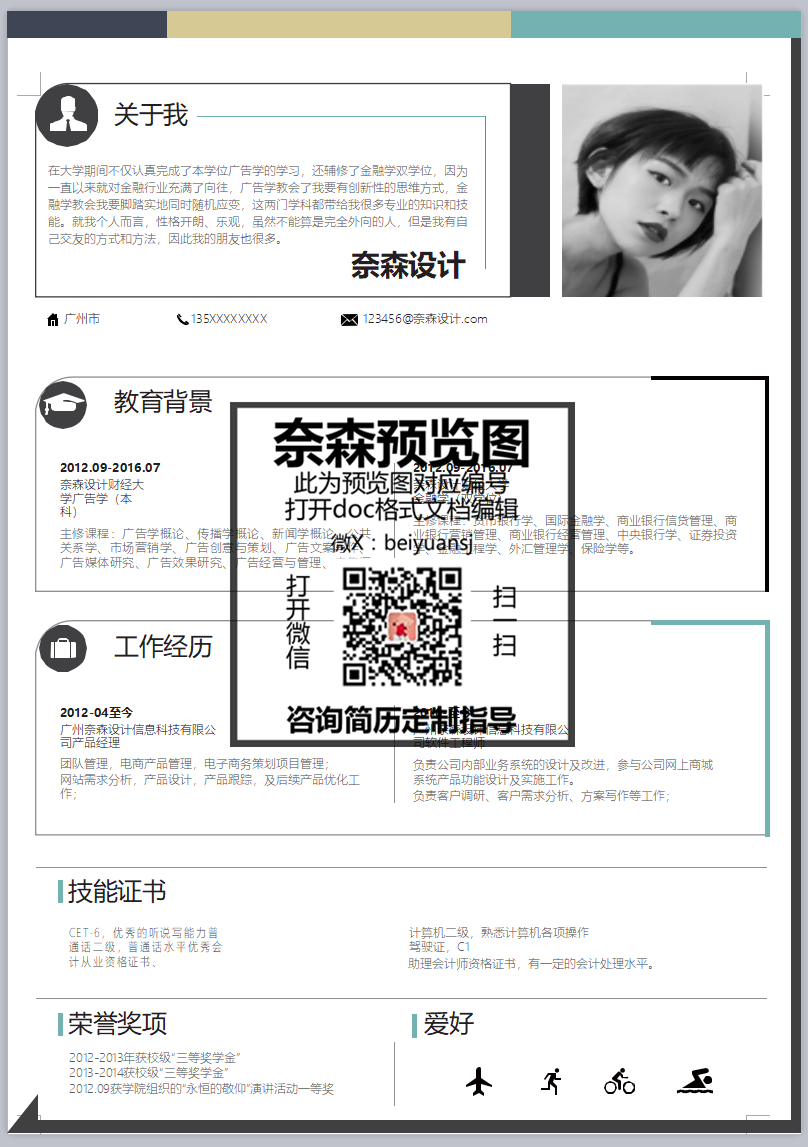 关于我
在大学期间不仅认真完成了本学位广告学的学习，还辅修了金融学双学位，因为
一直以来就对金融行业充满了向往，广告学教会了我要有创新性的思维方式，金
融学教会我要脚踏实地同时随机应变，这两门学科都带给我很多专业的知识和技
能。就我个人而言，性格开朗、乐观，虽然不能算是完全外向的人，但是我有自
己交友的方式和方法，因此我的朋友也很多。
奈森设计
广州市 135XXXXXXXX 123456@奈森设计.com
教育背景
2012.09-2016.07
奈森设计财经大
学广告学（本
科）
主修课程：广告学概论、传播学概论、新闻学概论、公共
关系学、市场营销学、广告创意与策划、广告文案
广告媒体研究、广告效果研究、广告经营与管理、
2012.09-2016.07
金融学（双学位）
主修课程：货币银行学、国际金融学、商业银行信贷管理、商
业银行营销管理、商业银行经营管理、中央银行学、证券投资
学、金融工程学、外汇管理学、保险学等。
奈森预览图
此为预览图对应编号
打开doc格式文档编辑
微X：beiyuansj
打开微信
扫一扫
咨询简历定制指导
工作经历
2012-04至今
广州奈森设计信息科技有限公
司产品经理
团队管理，电商产品管理，电子商务策划项目管理；
网站需求分析，产品设计，产品跟踪，及后续产品优化工
作；
广州奈森设计信息科技有限公
司软件工程师
负责公司内部业务系统的设计及改进，参与公司网上商城
系统产品功能设计及实施工作。
负责客户调研、客户需求分析、方案写作等工作；
技能证书
CET-6，优秀的听说写能力普
通话二级，普通话水平优秀会
计从业资格证书、
计算机二级，熟悉计算机各项操作
驾驶证，C1
助理会计师资格证书，有一定的会计处理水平。
荣誉奖项
2012-2013年获校级“三等奖学金”
2013-2014获校级“三等奖学金”
2012.09获学院组织的“永恒的敬仰”演讲活动一等奖
爱好